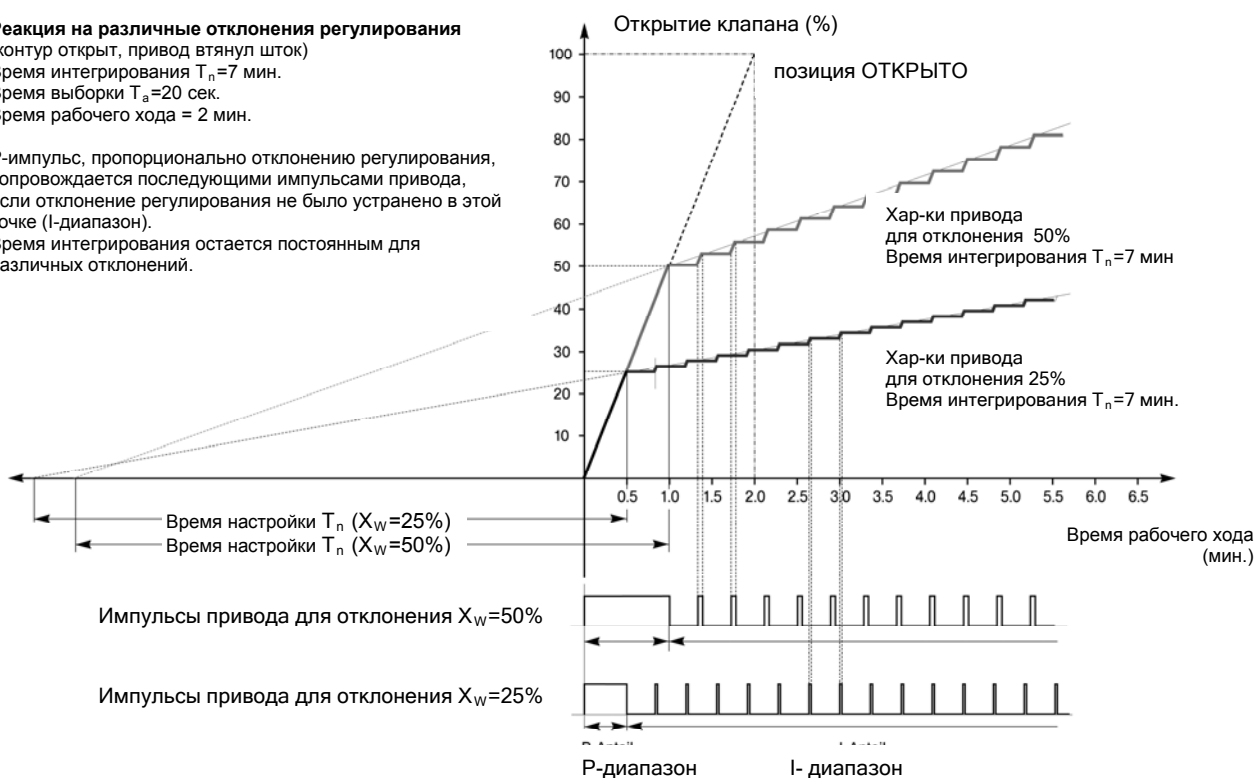 Реакция на различные отклонения регулирования
(контур открыт, привод втянул шток)
Время интегрирования Tn=7 мин.
Время выборки Ta=20 сек.
Время рабочего хода = 2 мин.
P-импульс, пропорционально отклонению регулирования,
сопровождается последующими импульсами привода,
если отклонение регулирования не было устранено в этой
точке (I-диапазон).
Время интегрирования остается постоянным для
различных отклонений.
Открытие клапана (%)
позиция ОТКРЫТО
100
90
80
70
60
50
40
30
20
10
Хар-ки привода
для отклонения 50%
Время интегрирования Tn=7 мин
Хар-ки привода
для отклонения 25%
Время интегрирования Tn=7 мин.
0.5 1.0 1.5 2.0 2.5 3.0 3.5 4.0 4.5 5.0 5.5 6.0 6.5
Время рабочего хода
(мин.)
Время настройки Tn (XW=25%)
Время настройки Tn (XW=50%)
Импульсы привода для отклонения XW=50%
Импульсы привода для отклонения XW=25%
P-диапазон I- диапазон